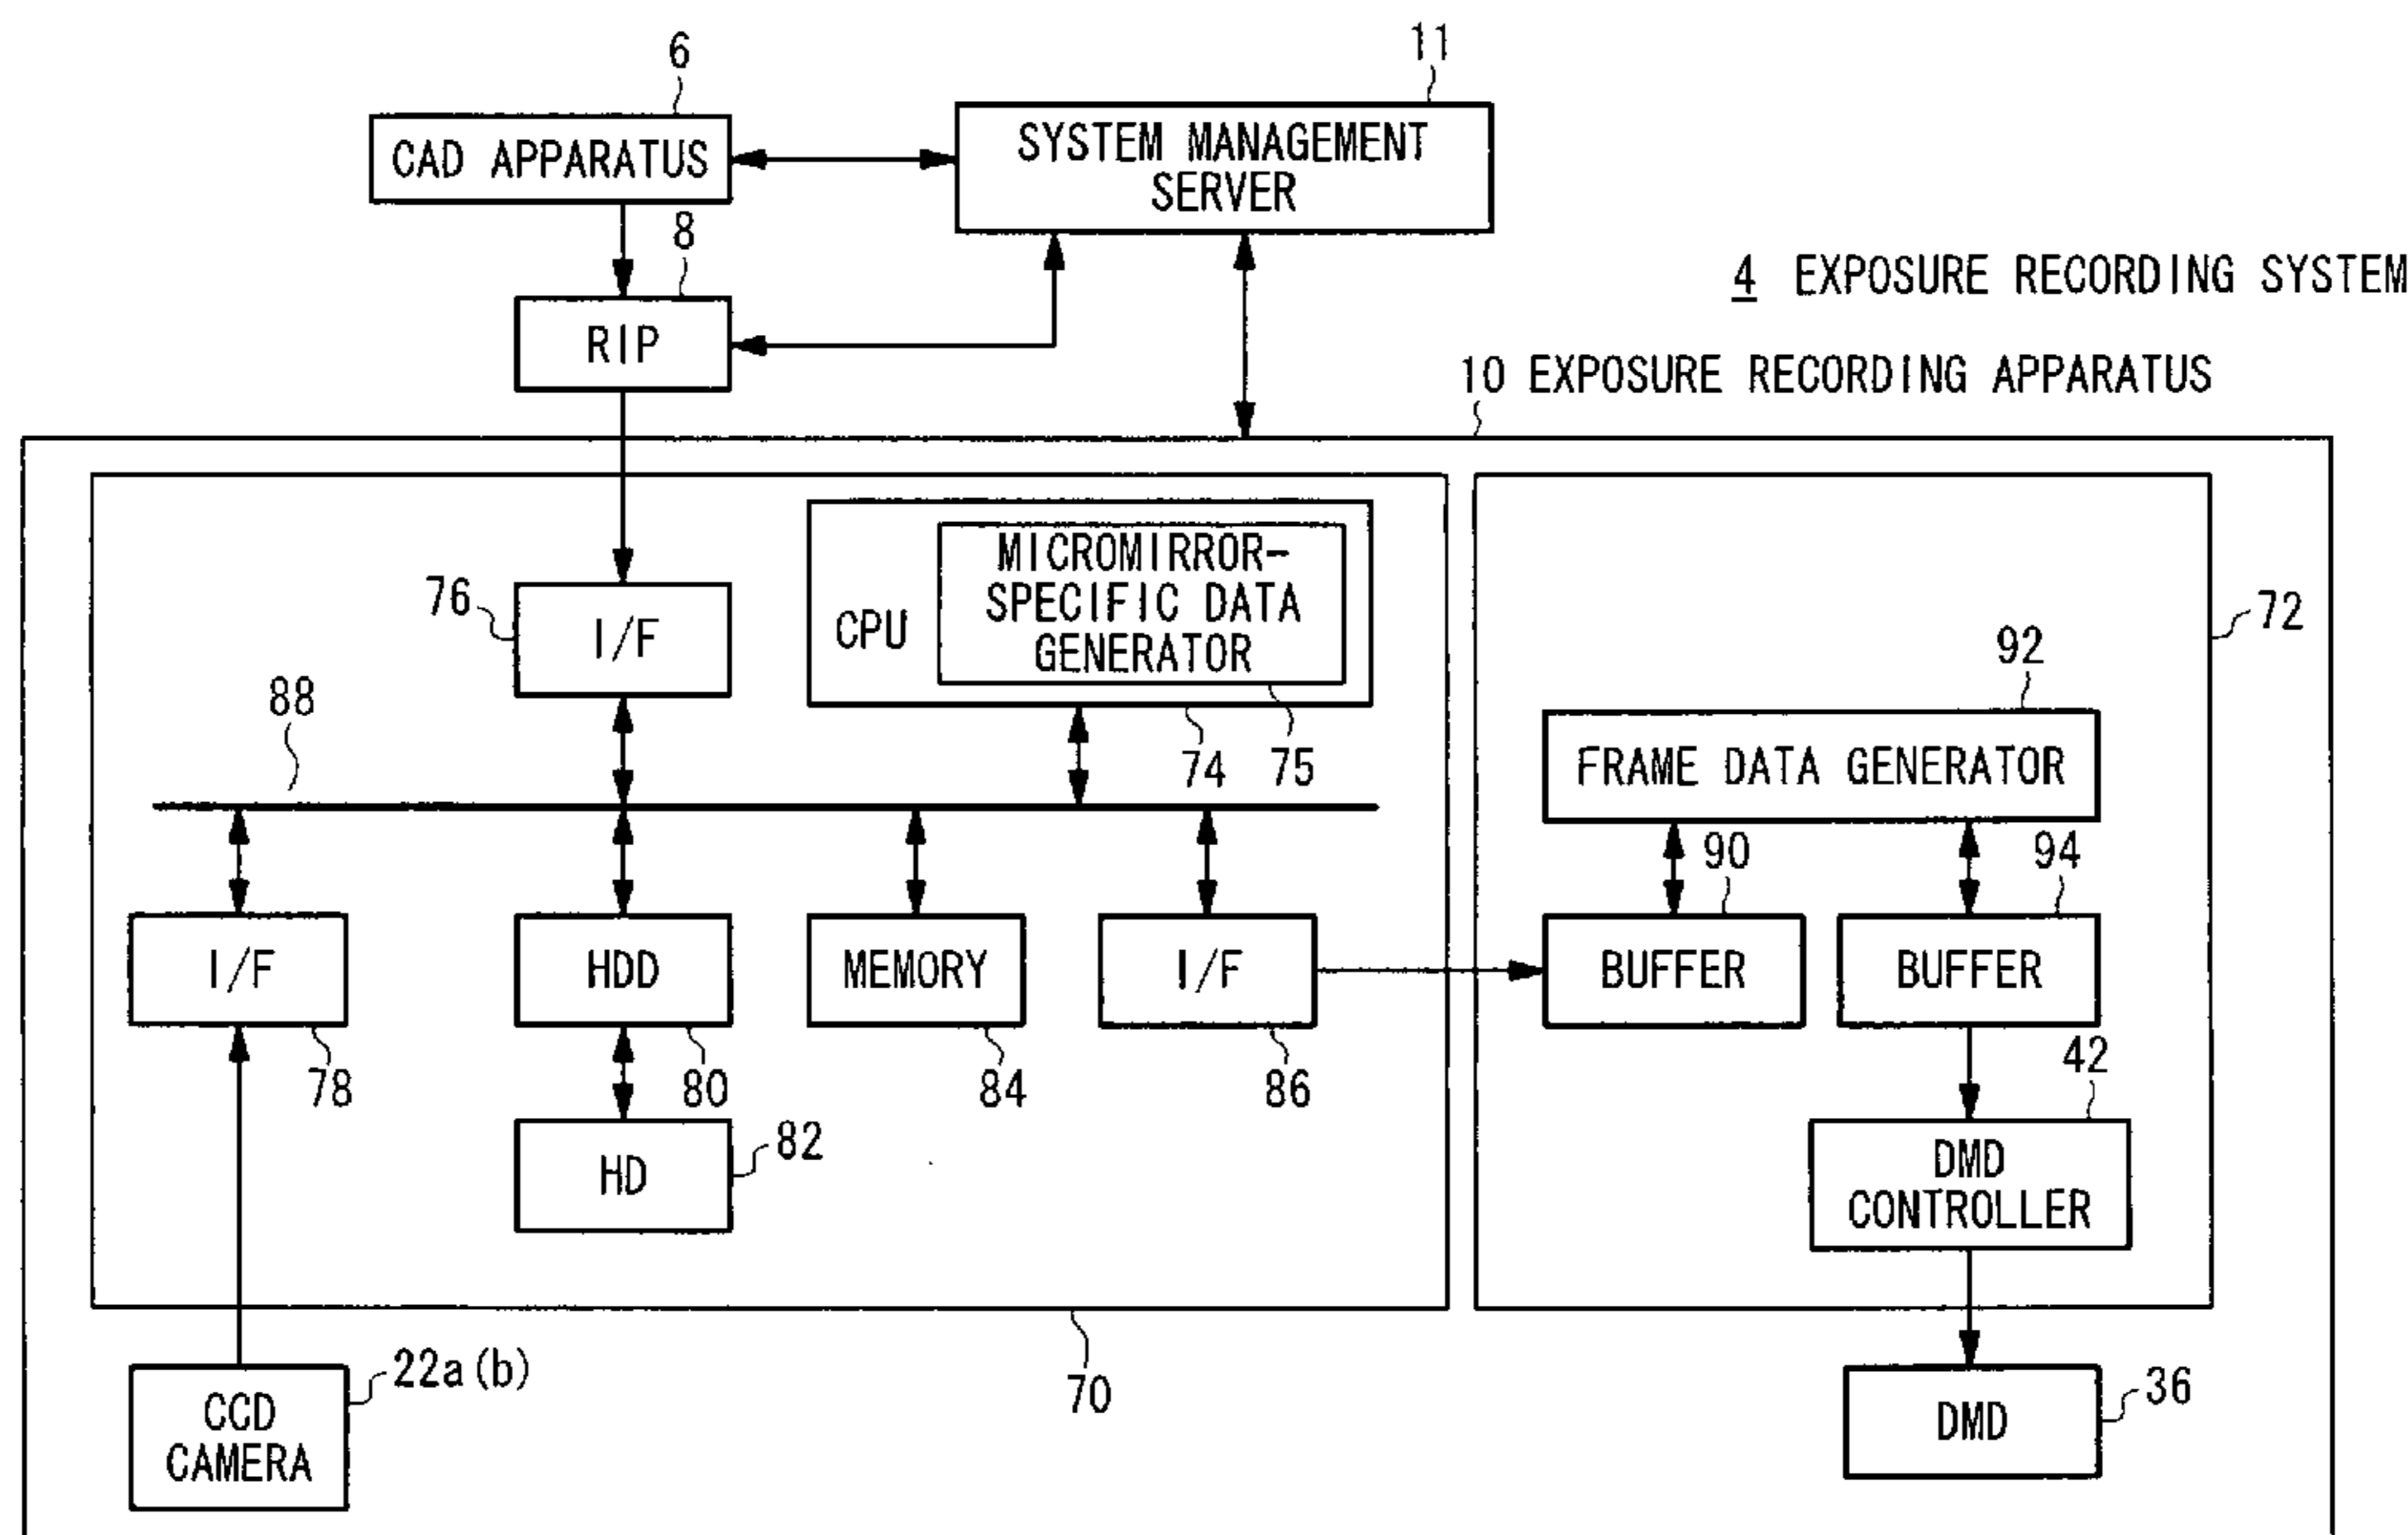 6
11
CAD APPARATUS
SYSTEM MANAGEMENT
SERVER
8
4 EXPOSURE RECORDING SYSTEM
RIP
10 EXPOSURE RECORDING APPARATUS
MICROMIRROR-
SPECIFIC DATA
GENERATOR
CPU
76
I/F
72
92
88
74
75
FRAME DATA GENERATOR
90
94
I/F
HDD
MEMORY
I/F
BUFFER
BUFFER
78
80
84
86
42
82
HD
DMD
CONTROLLER
22a(b)
70
36
CCD
CAMERA
DMD